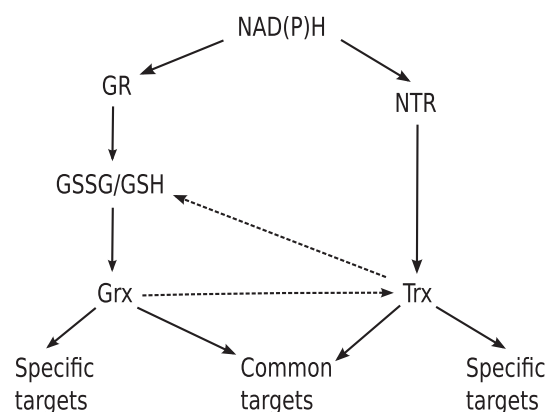 NAD(P)H
GR
NTR
GSSG/GSH
Grx
Trx
Specific
targets
Common
targets
Specific
targets